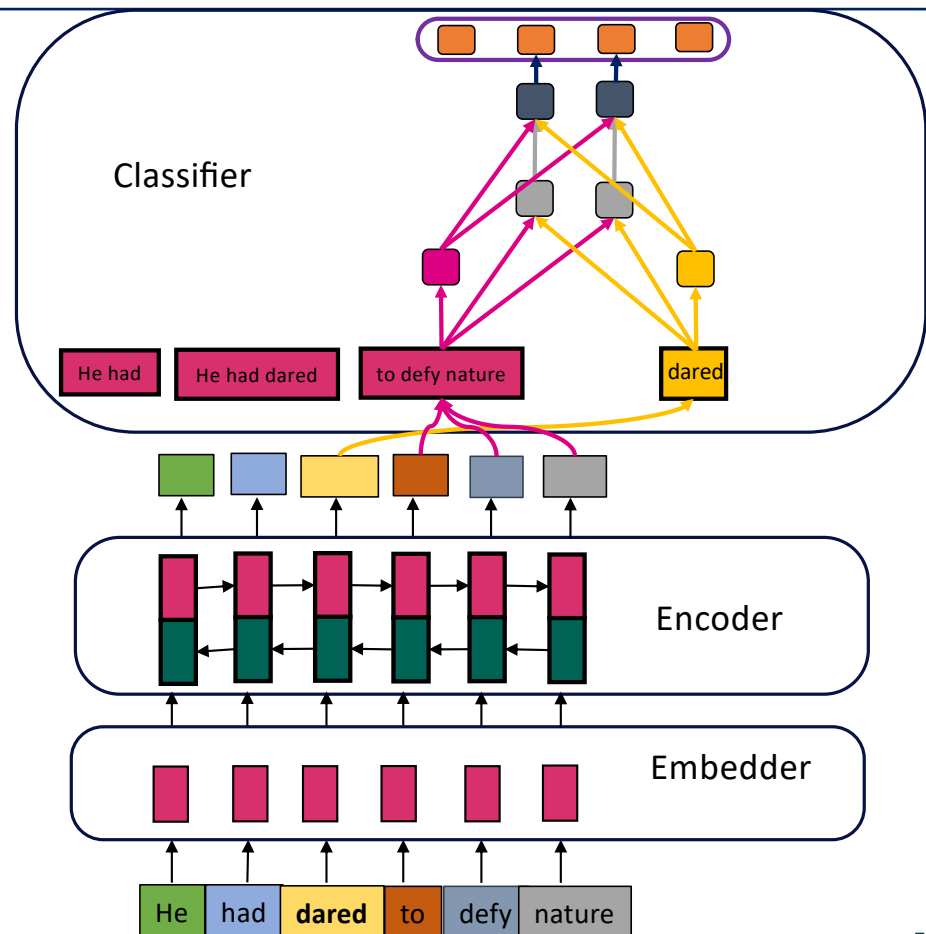 Classifier
He had
He had dared
to defy nature
dared
Encoder
Embedder
He had dared to defy nature